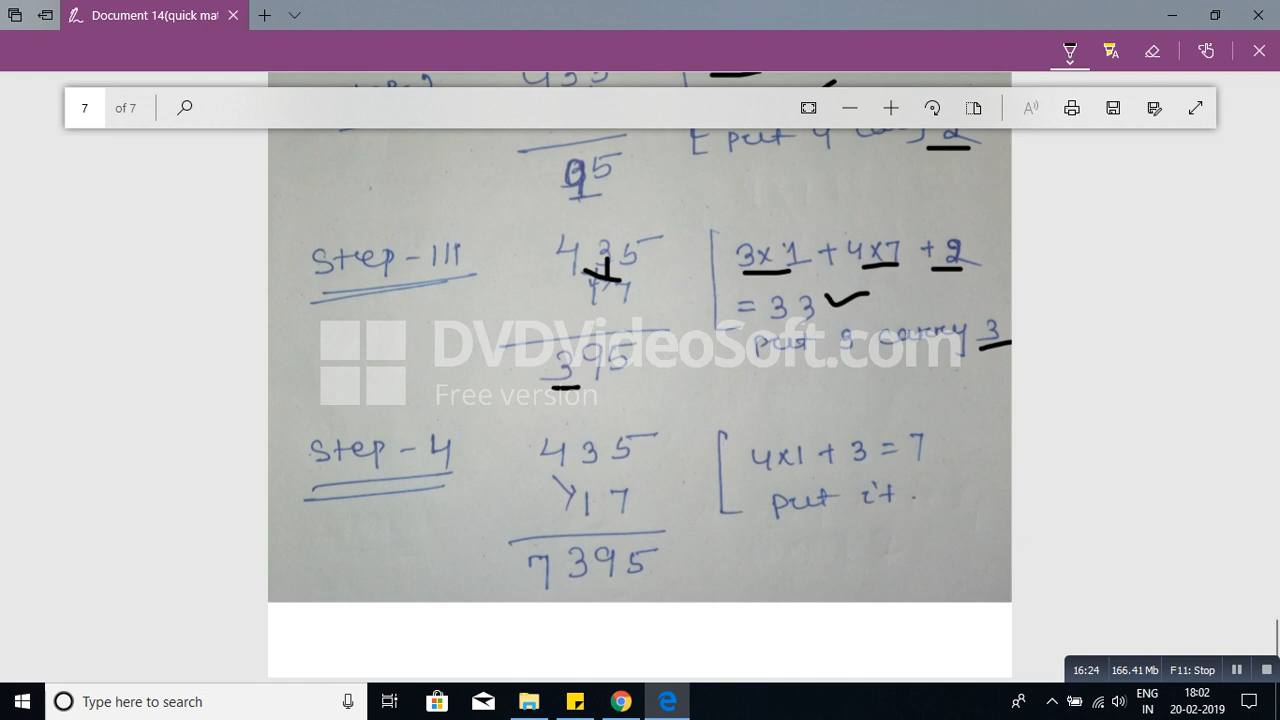 Document 14(quick mat
7 of 7
435
[ put 9 carry 2
95
Step-III
435
17
395
[ 3x1 + 4x7 + 2
= 33
put 3 carry 3
DVDVideoSoft.com
Free version
Step-4
435
17
7395
[ 4x1 + 3 = 7
put it.
16:24 166.41 Mb F11: Stop
Type here to search
ENG
IN
18:02
20-02-2019